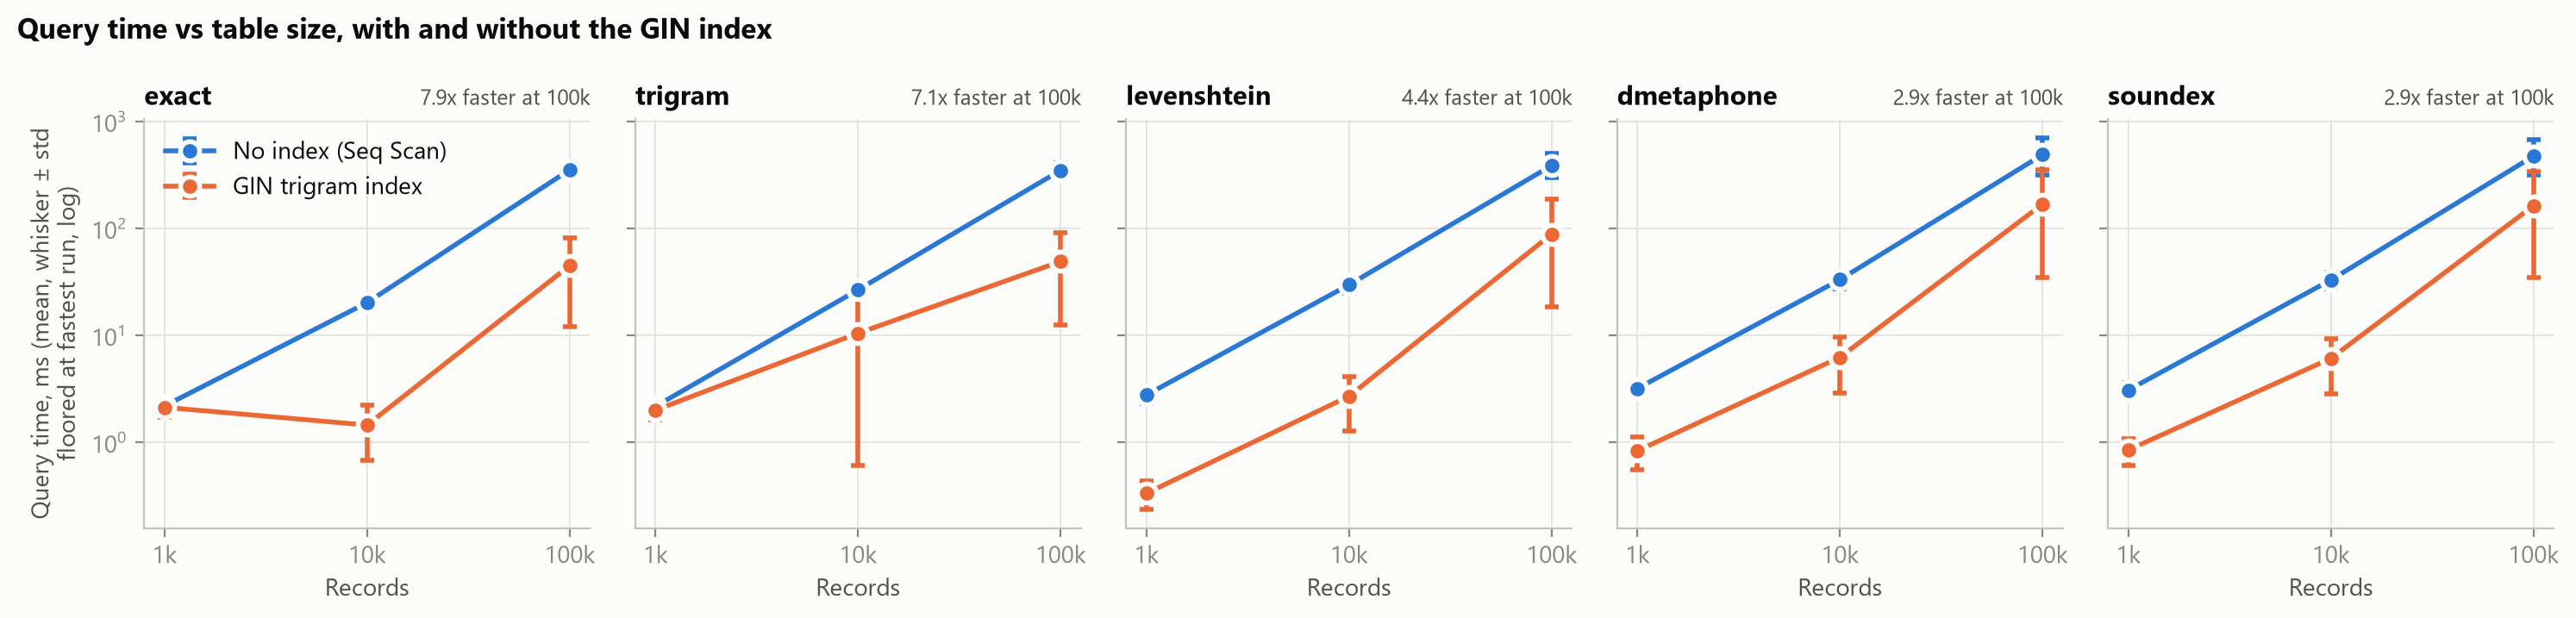 Query time vs table size, with and without the GIN index
exact 7.9x faster at 100k
trigram 7.1x faster at 100k
levenshtein 4.4x faster at 100k
dmetaphone 2.9x faster at 100k
soundex 2.9x faster at 100k
Query time, ms (mean, whisker ± std
floored at fastest run, log)
10³
10²
10¹
10⁰
No index (Seq Scan)
GIN trigram index
1k 10k 100k
1k 10k 100k
1k 10k 100k
1k 10k 100k
1k 10k 100k
Records
Records
Records
Records
Records